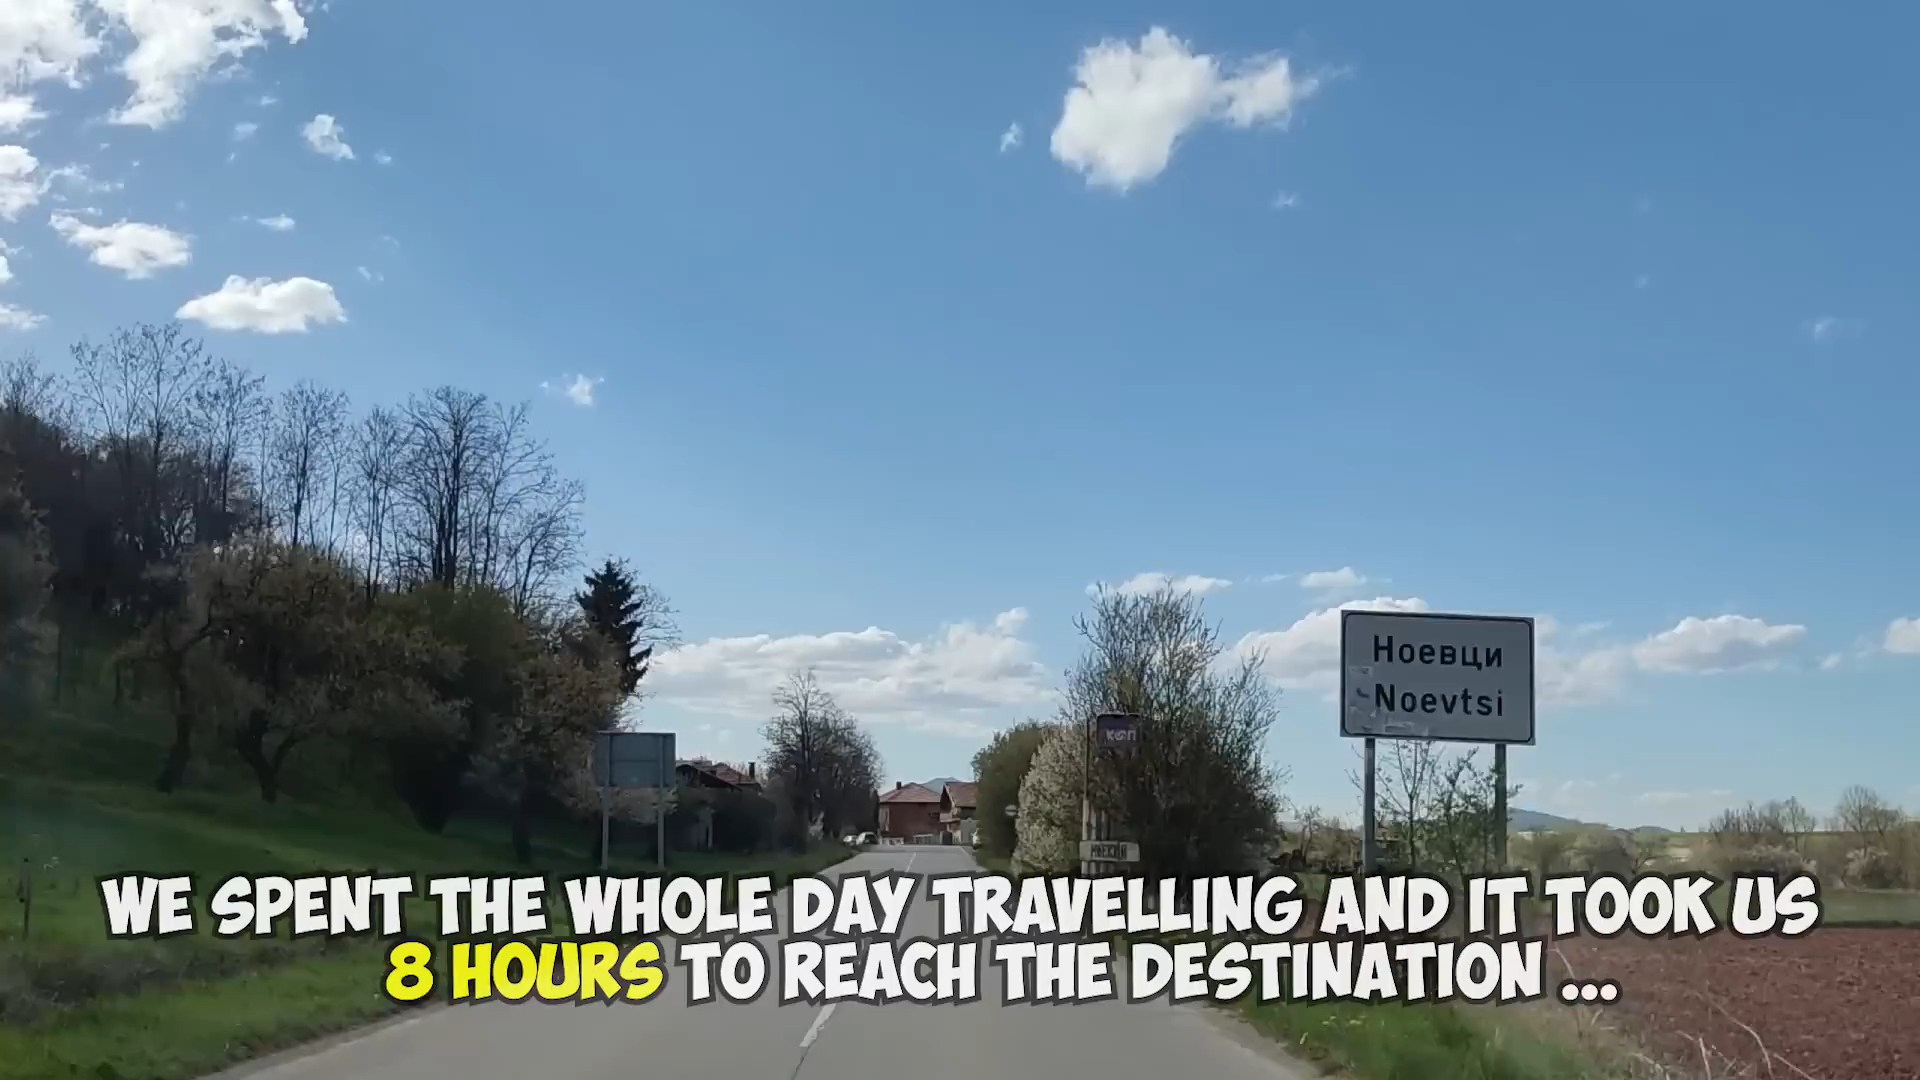 Ноевци
Noevtsi
WE SPENT THE WHOLE DAY TRAVELLING AND IT TOOK US
8 HOURS TO REACH THE DESTINATION ...